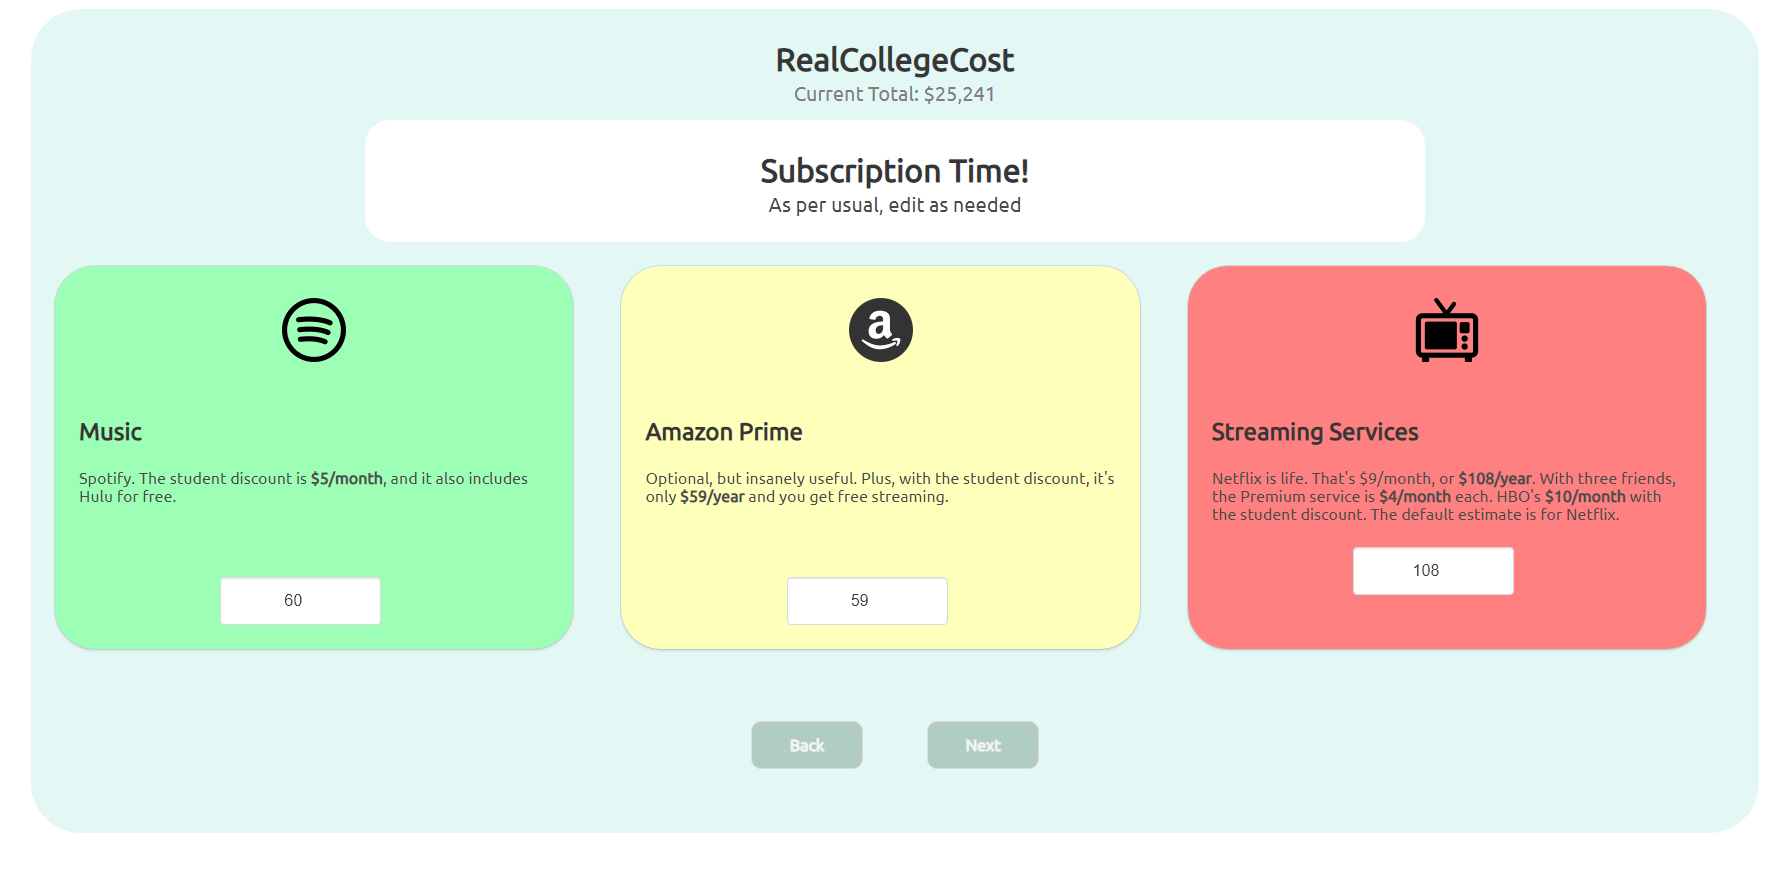 RealCollegeCost
Current Total: $25,241
Subscription Time!
As per usual, edit as needed
Music
Spotify. The student discount is $5/month, and it also includes
Hulu for free.
60
Amazon Prime
Optional, but insanely useful. Plus, with the student discount, it's
only $59/year and you get free streaming.
59
Streaming Services
Netflix is life. That's $9/month, or $108/year. With three friends,
the Premium service is $4/month each. HBO's $10/month with
the student discount. The default estimate is for Netflix.
108
Back
Next